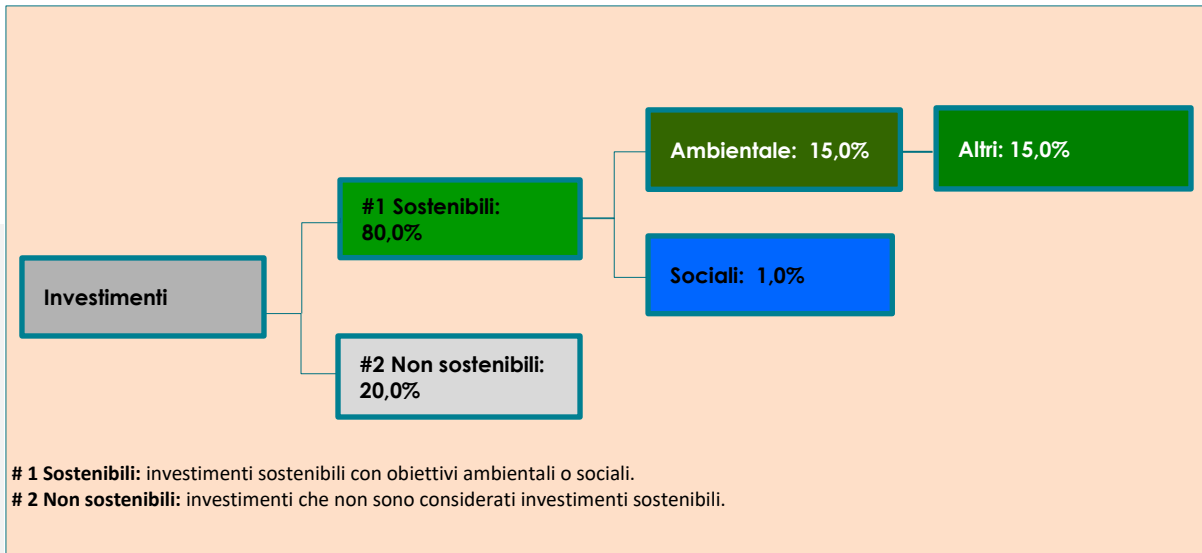 Ambientale: 15,0%
Altri: 15,0%
#1 Sostenibili:
80,0%
Sociali: 1,0%
Investimenti
#2 Non sostenibili:
20,0%
# 1 Sostenibili: investimenti sostenibili con obiettivi ambientali o sociali.
# 2 Non sostenibili: investimenti che non sono considerati investimenti sostenibili.